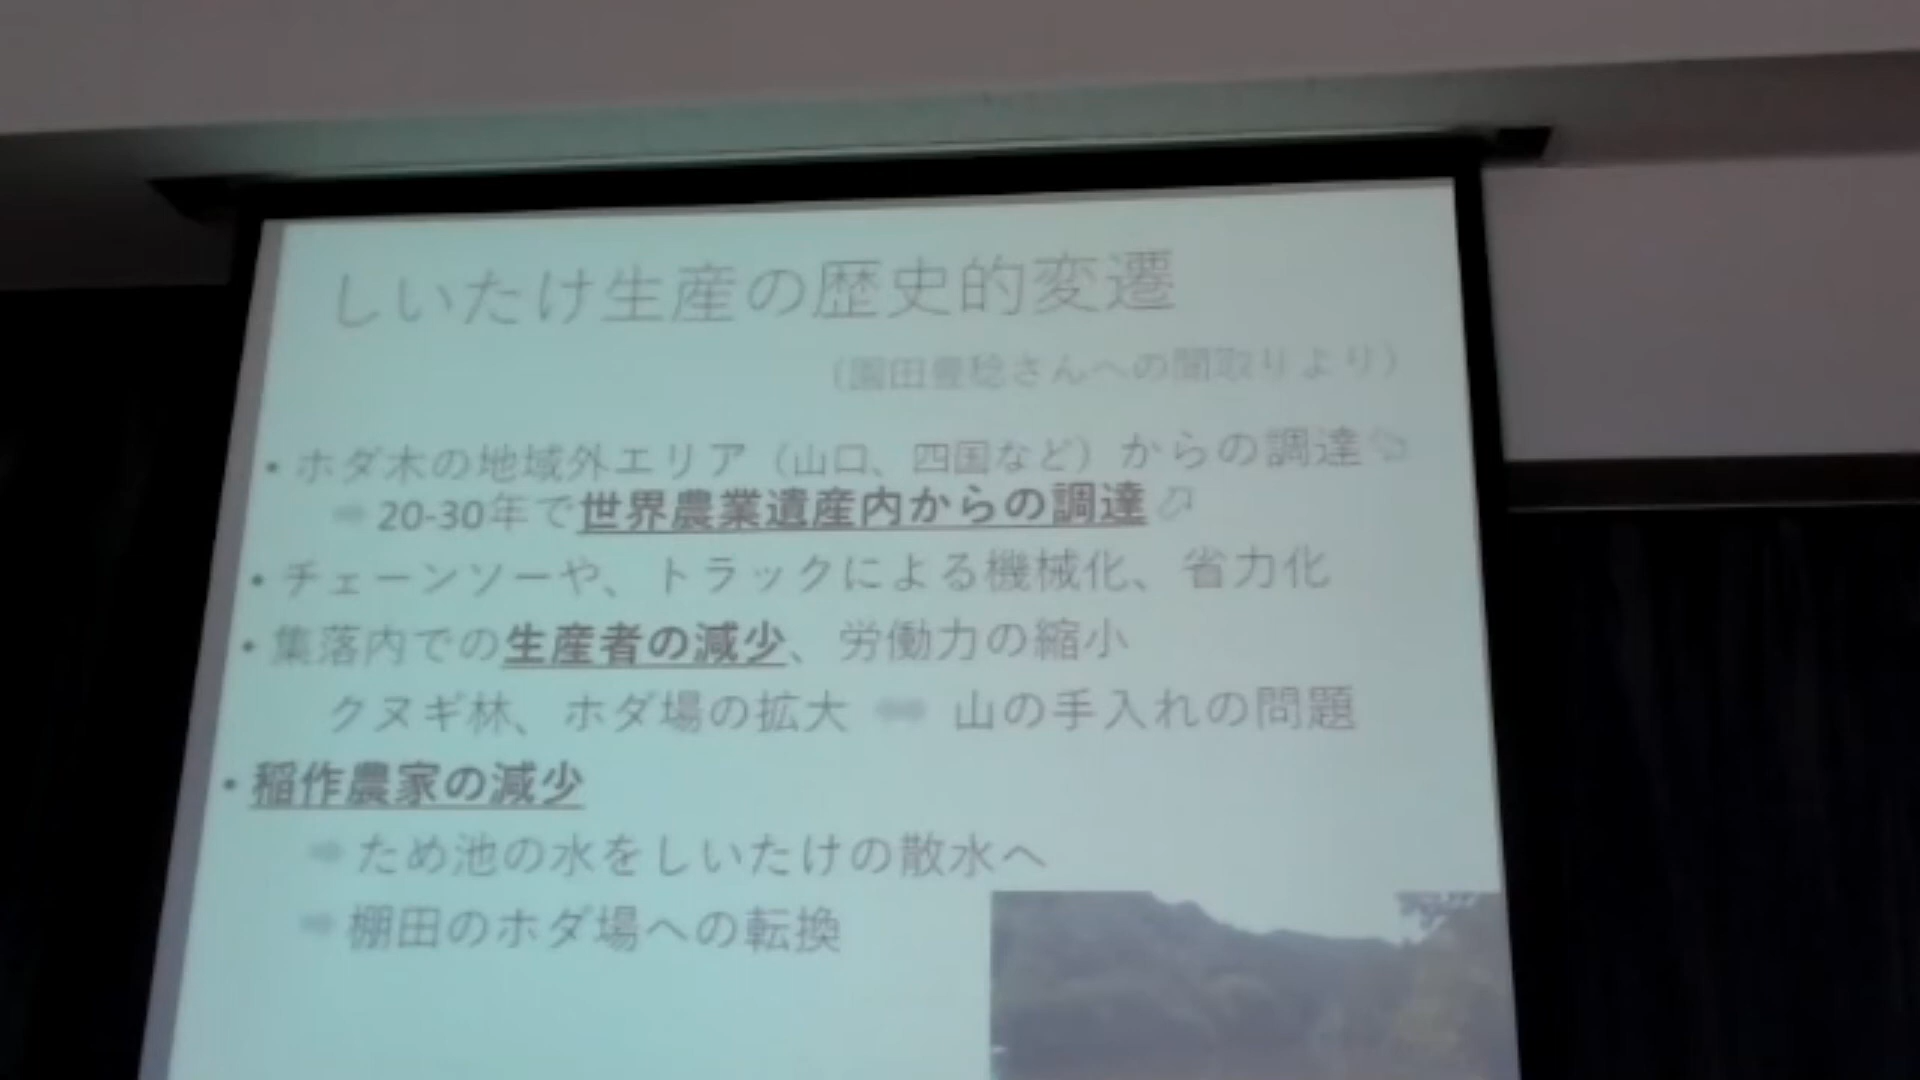 しいたけ生産の歴史的変遷
（園田豊稔さんへの聞取りより）
• ホダ木の地域外エリア（山口、四国など）からの調達
➡ 20-30年で世界農業遺産内からの調達
• チェーンソーや、トラックによる機械化、省力化
• 集落内での生産者の減少、労働力の縮小
クヌギ林、ホダ場の拡大 ⬌ 山の手入れの問題
• 稲作農家の減少
➡ ため池の水をしいたけの散水へ
➡ 棚田のホダ場への転換